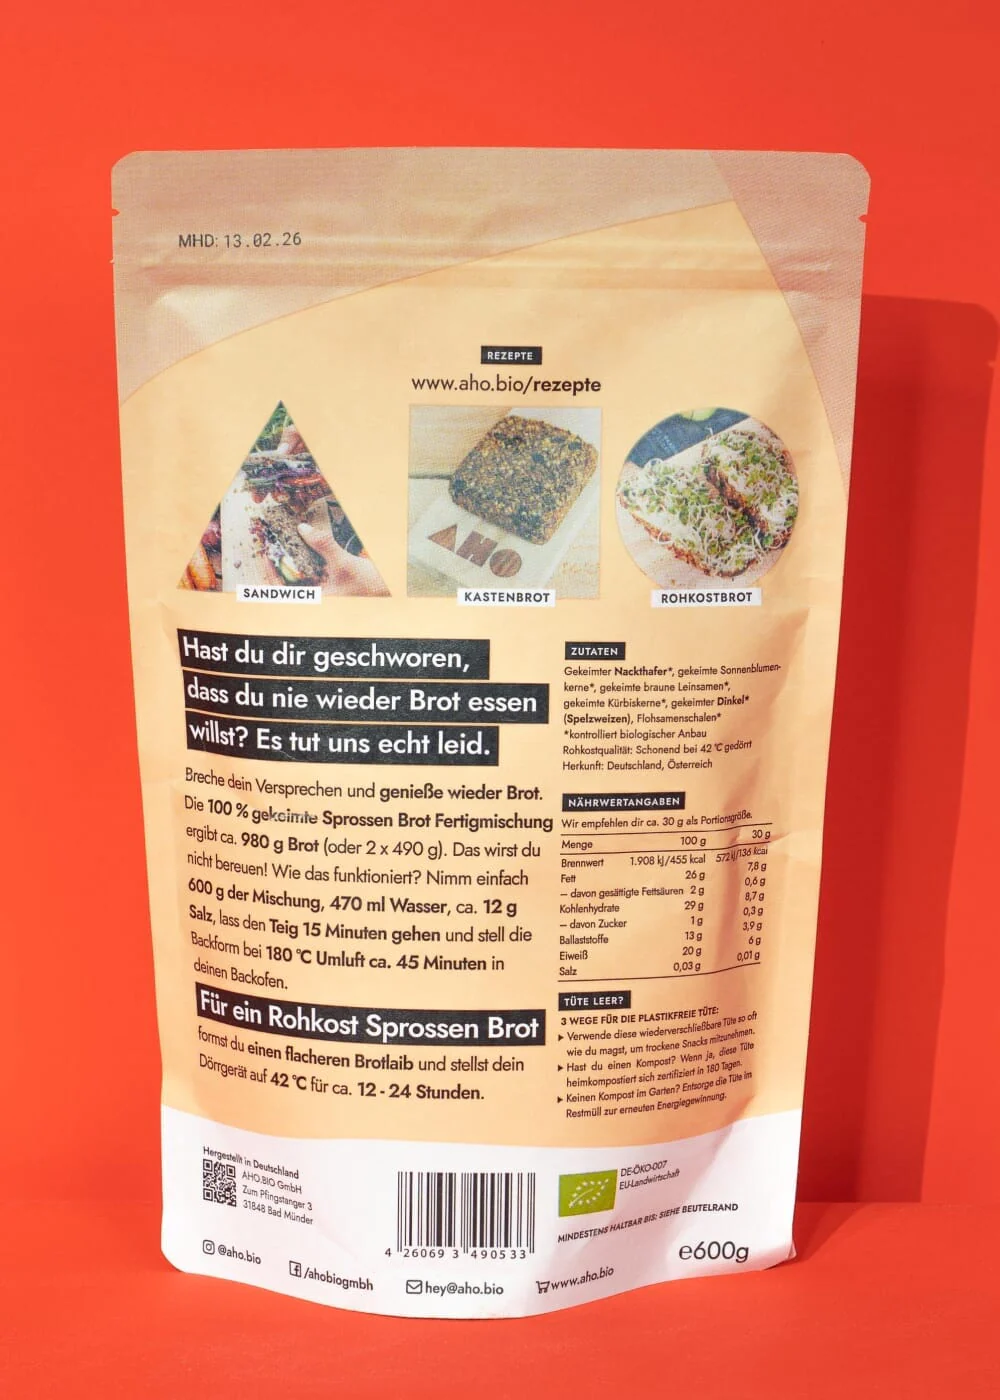 MHD: 13.02.26
REZEPTE
www.aho.bio/rezepte
AHO
SANDWICH
KASTENBROT
ROHKOSTBROT
Hast du dir geschworen,
dass du nie wieder Brot essen
willst? Es tut uns echt leid.
Breche dein Versprechen und genieße wieder Brot.
Die 100 % gekeimte Sprossen Brot Fertigmischung
ergibt ca. 980 g Brot (oder 2 x 490 g). Das wirst du
nicht bereuen! Wie das funktioniert? Nimm einfach
600 g der Mischung, 470 ml Wasser, ca. 12 g
Salz, lass den Teig 15 Minuten gehen und stell die
Backform bei 180 °C Umluft ca. 45 Minuten in
deinen Backofen.
Für ein Rohkost Sprossen Brot
formst du einen flacheren Brotlaib und stellst dein
Dörrgerät auf 42 °C für ca. 12 - 24 Stunden.
ZUTATEN
Gekeimter Nackthafer*, gekeimte Sonnenblumen-
kerne*, gekeimte braune Leinsamen*,
gekeimte Kürbiskerne*, gekeimter Dinkel*
(Spelzweizen), Flohsamenschalen*
*kontrolliert biologischer Anbau
Rohkostqualität: Schonend bei 42 °C gedörrt
Herkunft: Deutschland, Österreich
NÄHRWERTANGABEN
Wir empfehlen dir ca. 30 g als Portionsgröße.
Menge 100 g 30 g
Brennwert 1.908 kJ/455 kcal 572 kJ/136 kcal
Fett 26 g 7,8 g
– davon gesättigte Fettsäuren 2 g 0,6 g
Kohlenhydrate 29 g 8,7 g
– davon Zucker 1 g 0,3 g
Ballaststoffe 13 g 3,9 g
Eiweiß 20 g 6 g
Salz 0,03 g 0,01 g
TÜTE LEER?
3 WEGE FÜR DIE PLASTIKFREIE TÜTE:
▸ Verwende diese wiederverschließbare Tüte so oft
wie du magst, um trockene Snacks mitzunehmen.
▸ Hast du einen Kompost? Wenn ja, diese Tüte
heimkompostiert sich zertifiziert in 180 Tagen.
▸ Keinen Kompost im Garten? Entsorge die Tüte im
Restmüll zur erneuten Energiegewinnung.
Hergestellt in Deutschland
AHO.BIO GmbH
Zum Pfingstanger 3
31848 Bad Münder
@aho.bio
/ahobiogmbh
4 26069 3 490533
hey@aho.bio
DE-ÖKO-007
EU-Landwirtschaft
MINDESTENS HALTBAR BIS: SIEHE BEUTELRAND
e600g
www.aho.bio